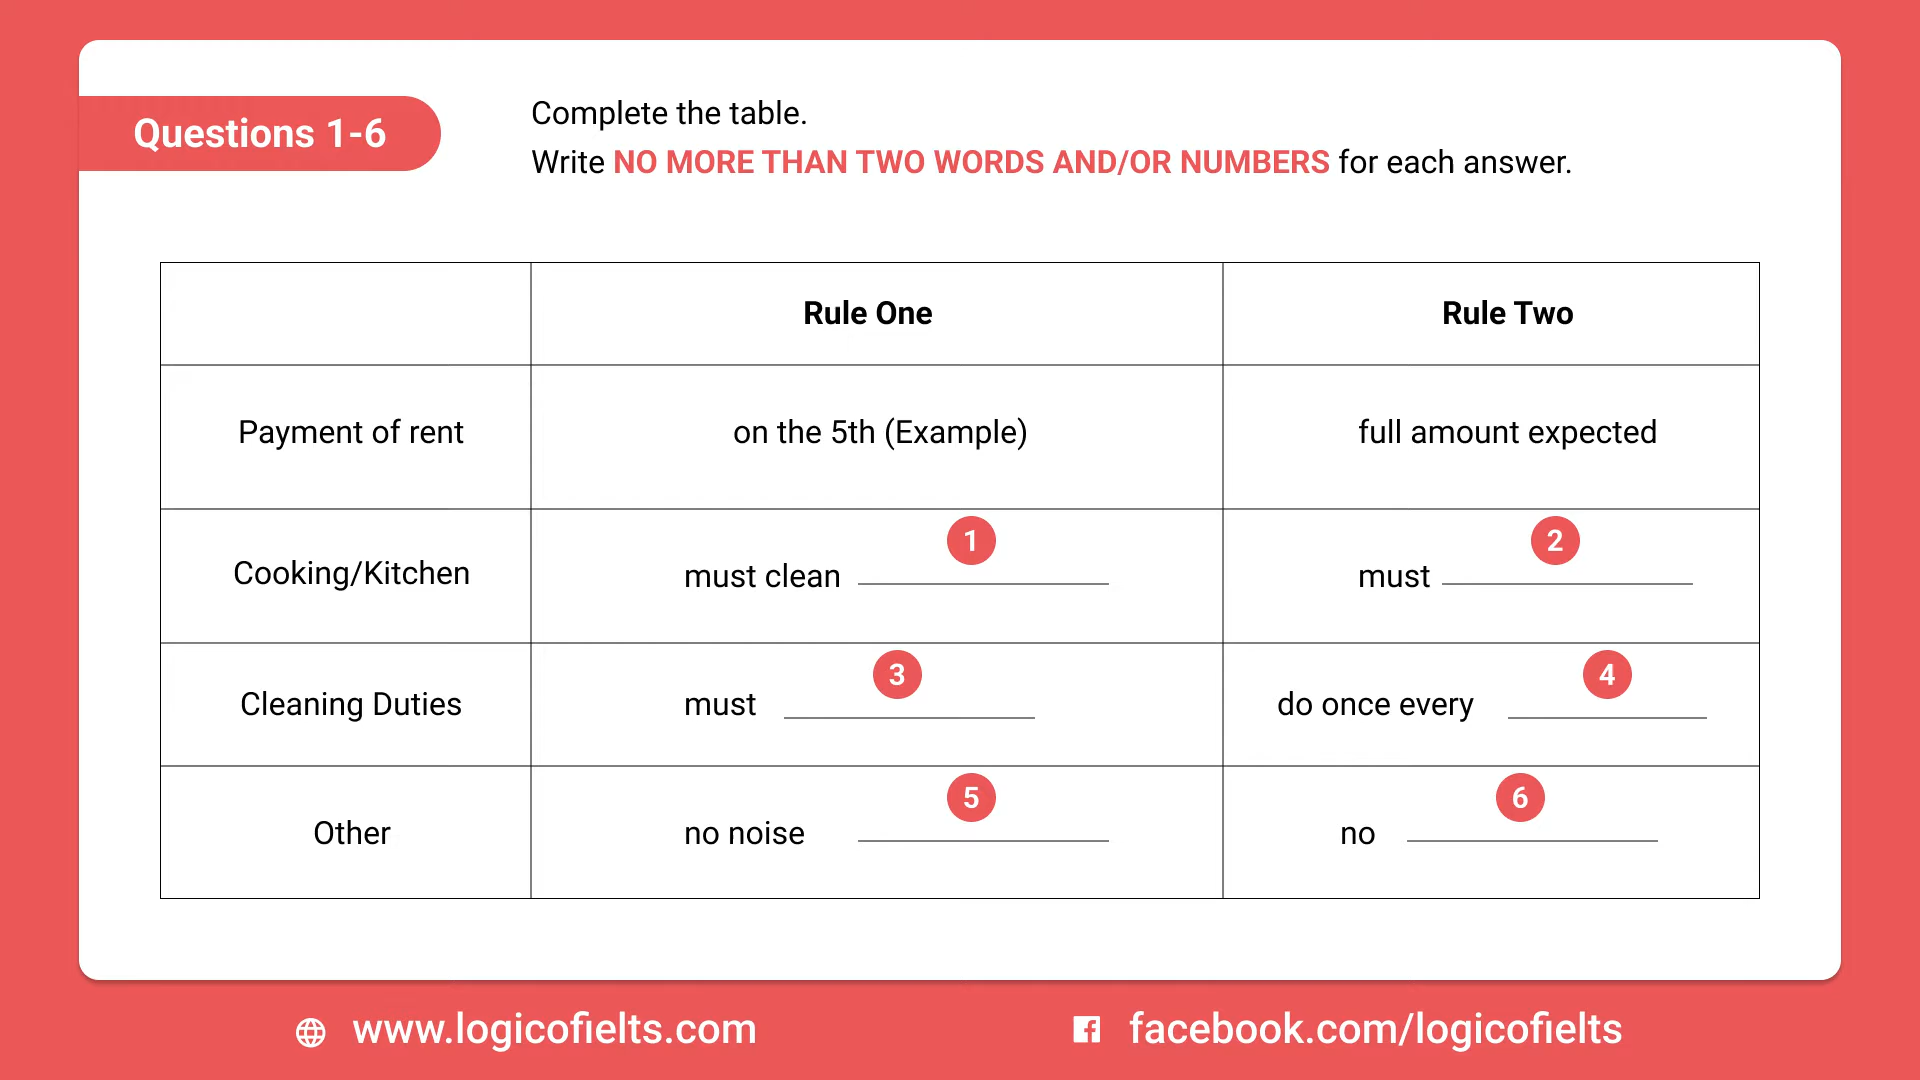 Questions 1-6
Complete the table.
Write NO MORE THAN TWO WORDS AND/OR NUMBERS for each answer.
Rule One
Rule Two
Payment of rent
on the 5th (Example)
full amount expected
Cooking/Kitchen
must clean 1
must 2
Cleaning Duties
must 3
do once every 4
Other
no noise 5
no 6
www.logicofielts.com
facebook.com/logicofielts